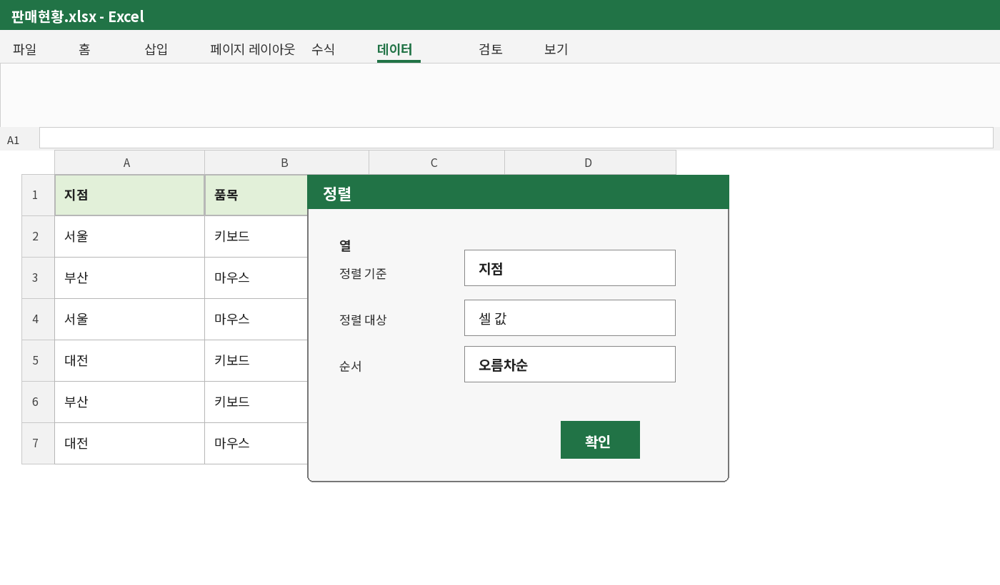 판매현황.xlsx - Excel
파일 홈 삽입 페이지 레이아웃 수식 데이터 검토 보기
A1
A B C D
1 지점 품목
2 서울 키보드
3 부산 마우스
4 서울 마우스
5 대전 키보드
6 부산 키보드
7 대전 마우스
정렬
열
정렬 기준 지점
정렬 대상 셀 값
순서 오름차순
확인